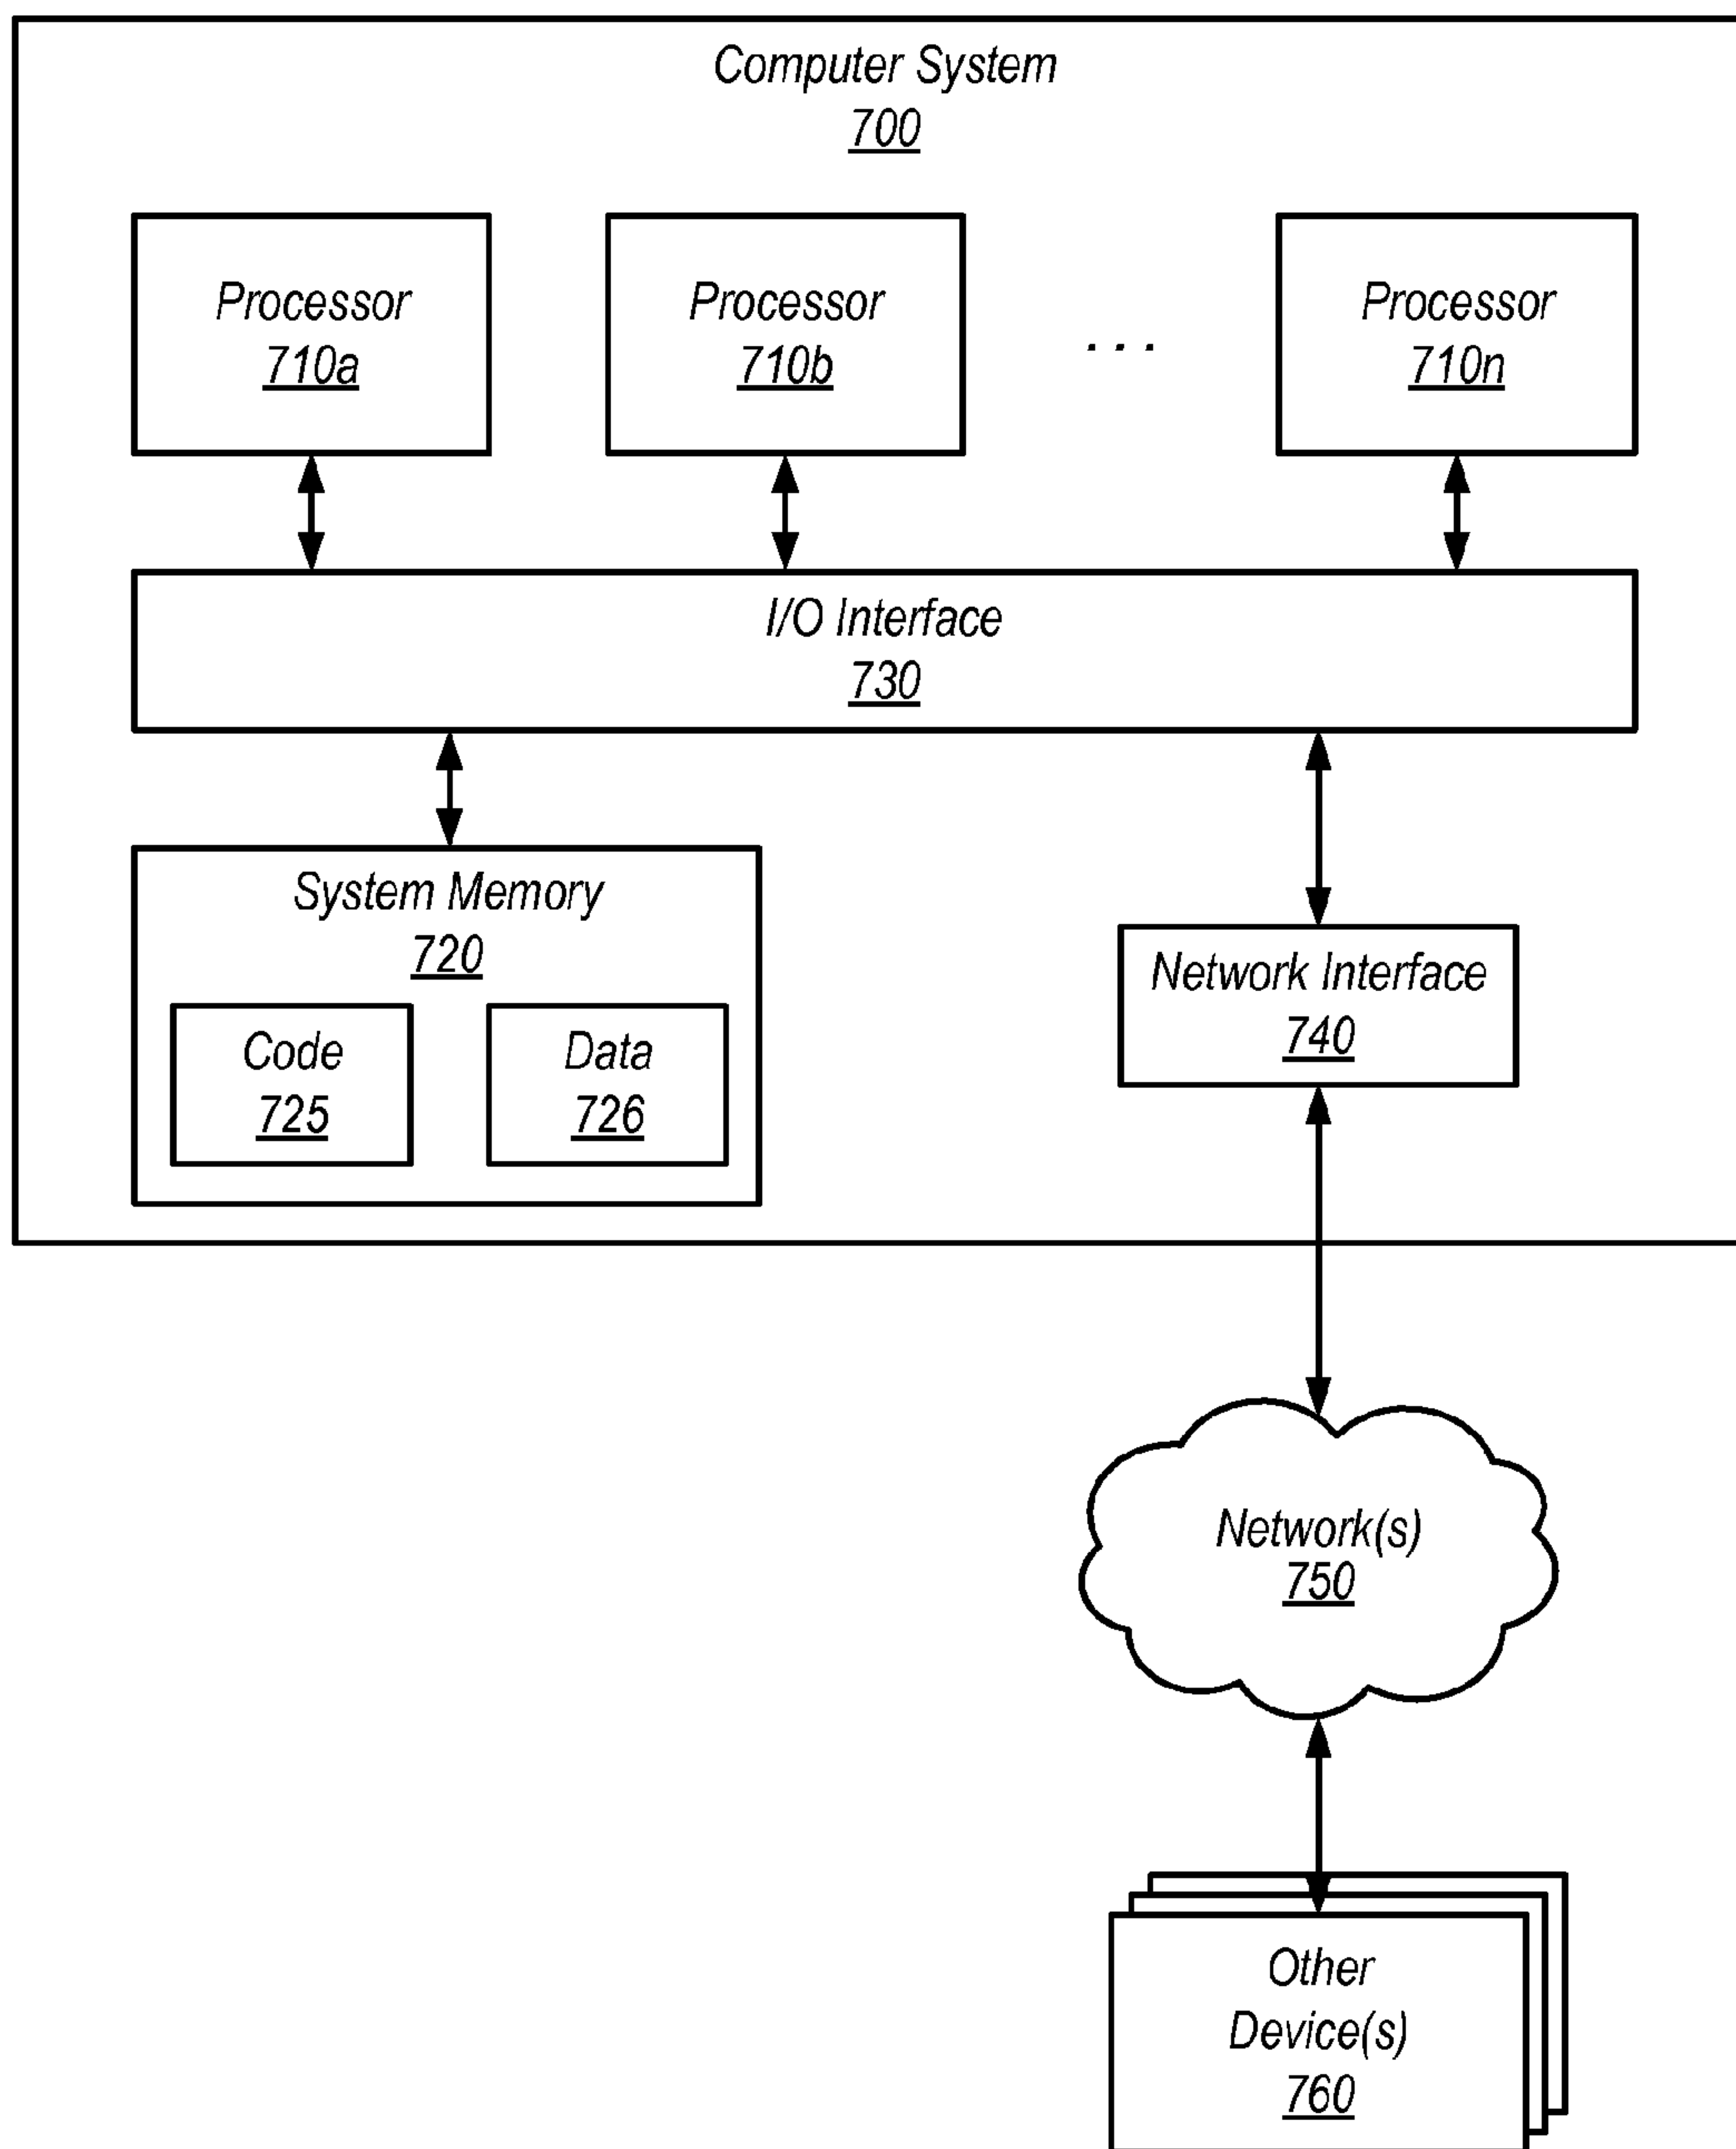 Computer System
700
Processor
710a
Processor
710b
. . .
Processor
710n
I/O Interface
730
System Memory
720
Code
725
Data
726
Network Interface
740
Network(s)
750
Other
Device(s)
760